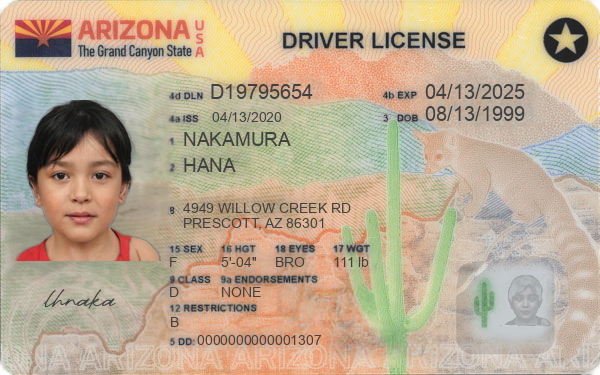 ARIZONA USA
The Grand Canyon State
DRIVER LICENSE
4d DLN D19795654
4b EXP 04/13/2025
4a ISS 04/13/2020
3 DOB 08/13/1999
1 NAKAMURA
2 HANA
8 4949 WILLOW CREEK RD
PRESCOTT, AZ 86301
15 SEX 16 HGT 18 EYES 17 WGT
F 5'-04" BRO 111 lb
9 CLASS 9a ENDORSEMENTS
D NONE
12 RESTRICTIONS
B
5 DD: 0000000000001307
ARIZONA ARIZONA ARIZONA ARIZONA